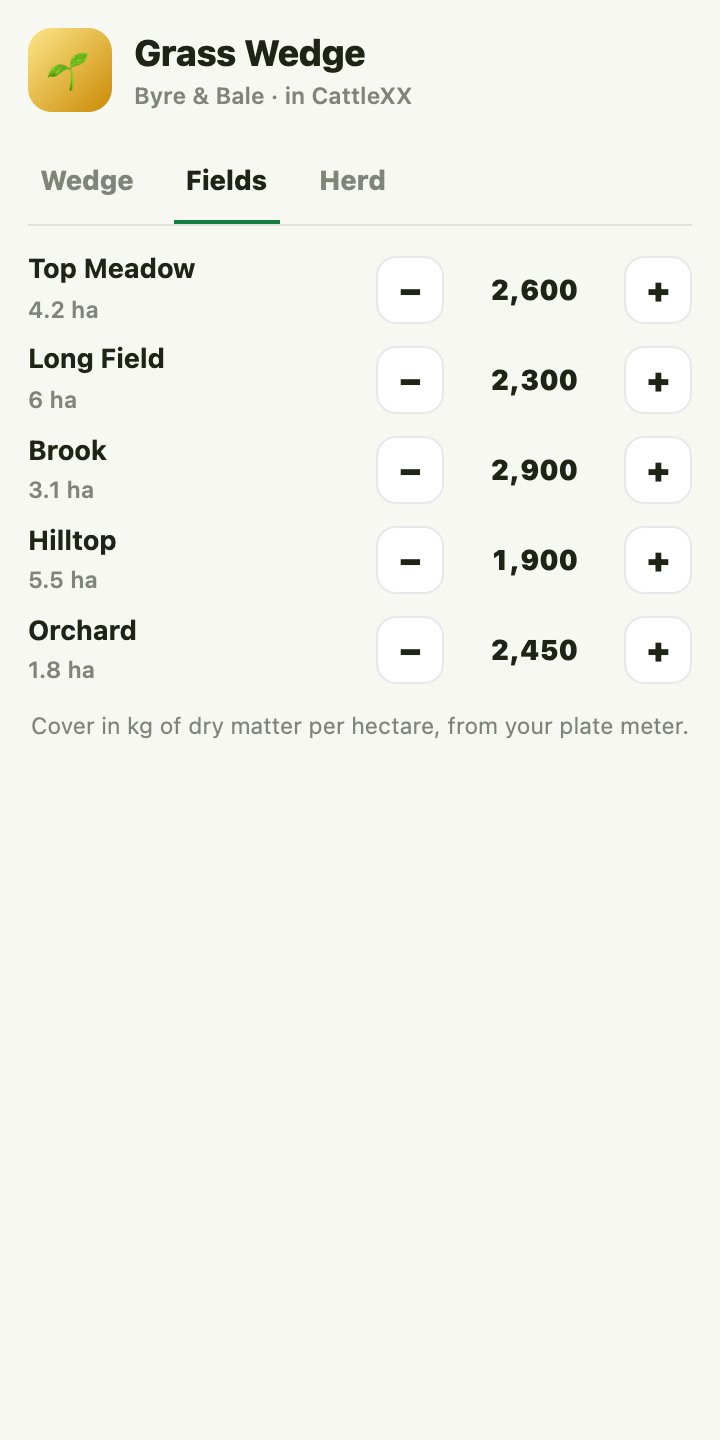 Grass Wedge
Byre & Bale · in CattleXX
Wedge Fields Herd
Top Meadow
4.2 ha
− 2,600 +
Long Field
6 ha
− 2,300 +
Brook
3.1 ha
− 2,900 +
Hilltop
5.5 ha
− 1,900 +
Orchard
1.8 ha
− 2,450 +
Cover in kg of dry matter per hectare, from your plate meter.